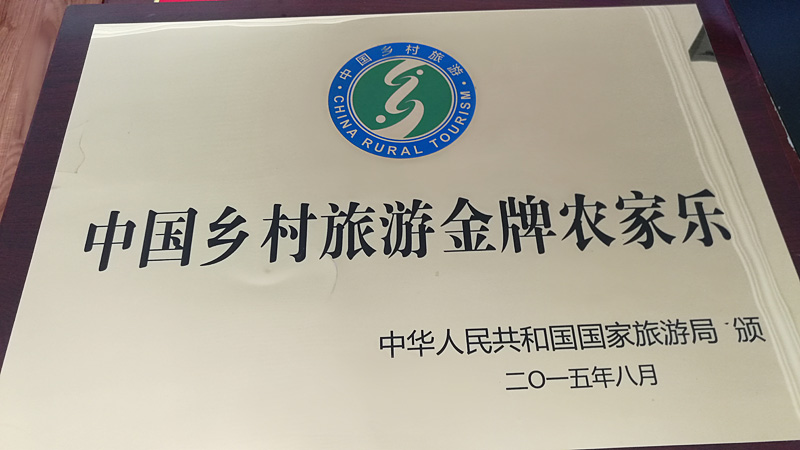 中国乡村旅游
CHINA RURAL TOURISM
中国乡村旅游金牌农家乐
中华人民共和国国家旅游局 颁
二〇一五年八月